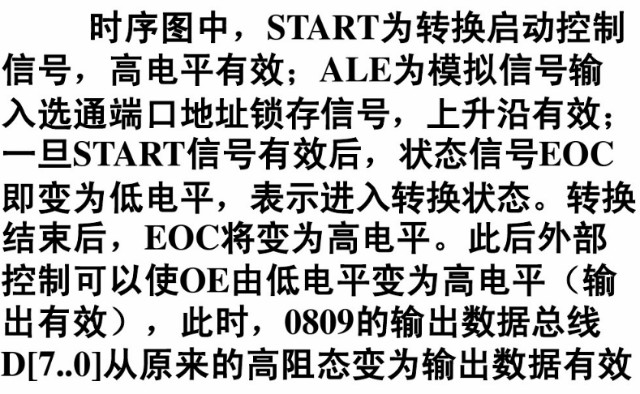 时序图中，START为转换启动控制
信号，高电平有效；ALE为模拟信号输
入选通端口地址锁存信号，上升沿有效；
一旦START信号有效后，状态信号EOC
即变为低电平，表示进入转换状态。转换
结束后，EOC将变为高电平。此后外部
控制可以使OE由低电平变为高电平（输
出有效），此时，0809的输出数据总线
D[7..0]从原来的高阻态变为输出数据有效